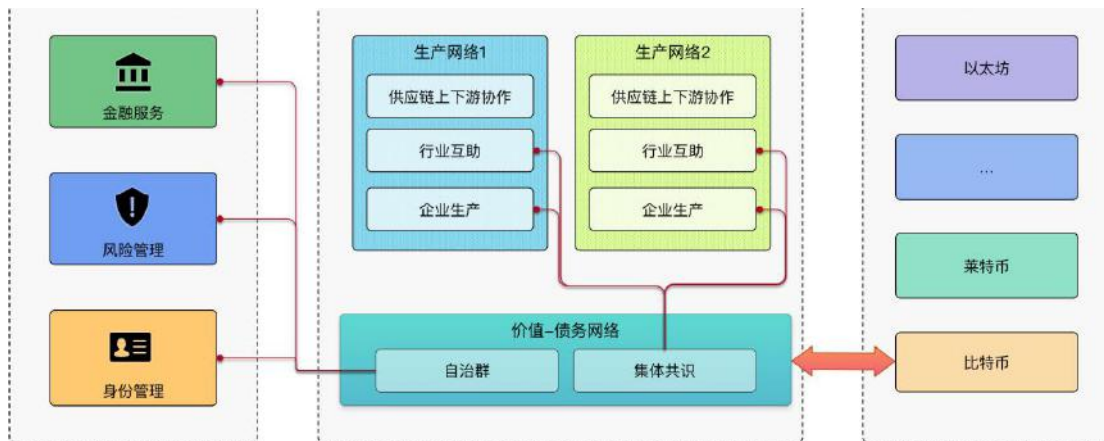 金融服务
风险管理
身份管理
生产网络1
供应链上下游协作
行业互助
企业生产
生产网络2
供应链上下游协作
行业互助
企业生产
价值-债务网络
自治群
集体共识
以太坊
...
莱特币
比特币